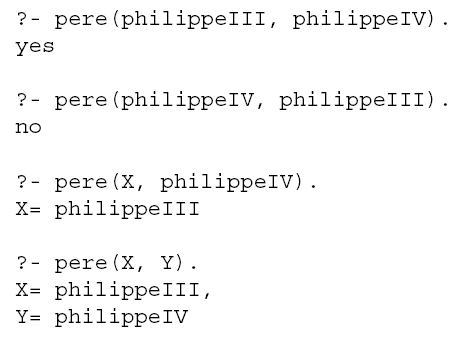 ?- pere(philippeIII, philippeIV).
yes
?- pere(philippeIV, philippeIII).
no
?- pere(X, philippeIV).
X= philippeIII
?- pere(X, Y).
X= philippeIII,
Y= philippeIV